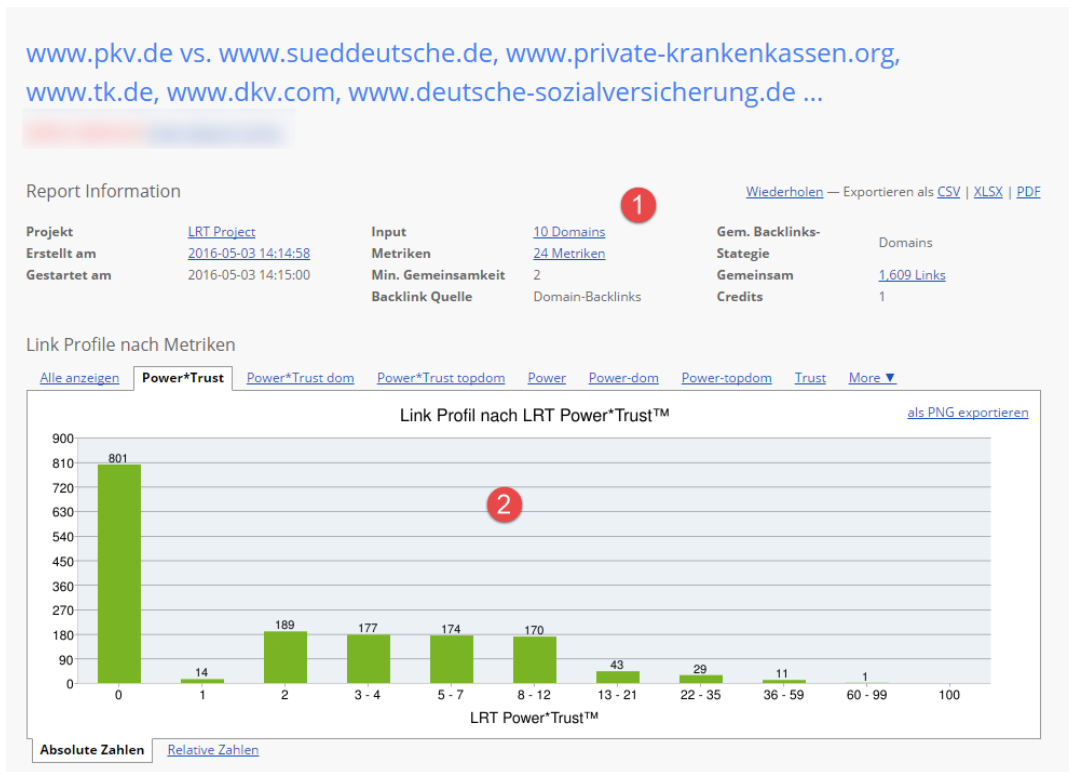 www.pkv.de vs. www.sueddeutsche.de, www.private-krankenkassen.org,
www.tk.de, www.dkv.com, www.deutsche-sozialversicherung.de ...
Report Information
Wiederholen — Exportieren als CSV | XLSX | PDF
1
Projekt LRT Project
Erstellt am 2016-05-03 14:14:58
Gestartet am 2016-05-03 14:15:00
Input 10 Domains
Metriken 24 Metriken
Min. Gemeinsamkeit 2
Backlink Quelle Domain-Backlinks
Gem. Backlinks-
Stategie Domains
Gemeinsam 1,609 Links
Credits 1
Link Profile nach Metriken
Alle anzeigen Power*Trust Power*Trust dom Power*Trust topdom Power Power-dom Power-topdom Trust More ▼
Link Profil nach LRT Power*Trust™
als PNG exportieren
900
810
720
630
540
450
360
270
180
90
0
2
801 14 189 177 174 170 43 29 11 1
0 1 2 3 - 4 5 - 7 8 - 12 13 - 21 22 - 35 36 - 59 60 - 99 100
LRT Power*Trust™
Absolute Zahlen Relative Zahlen